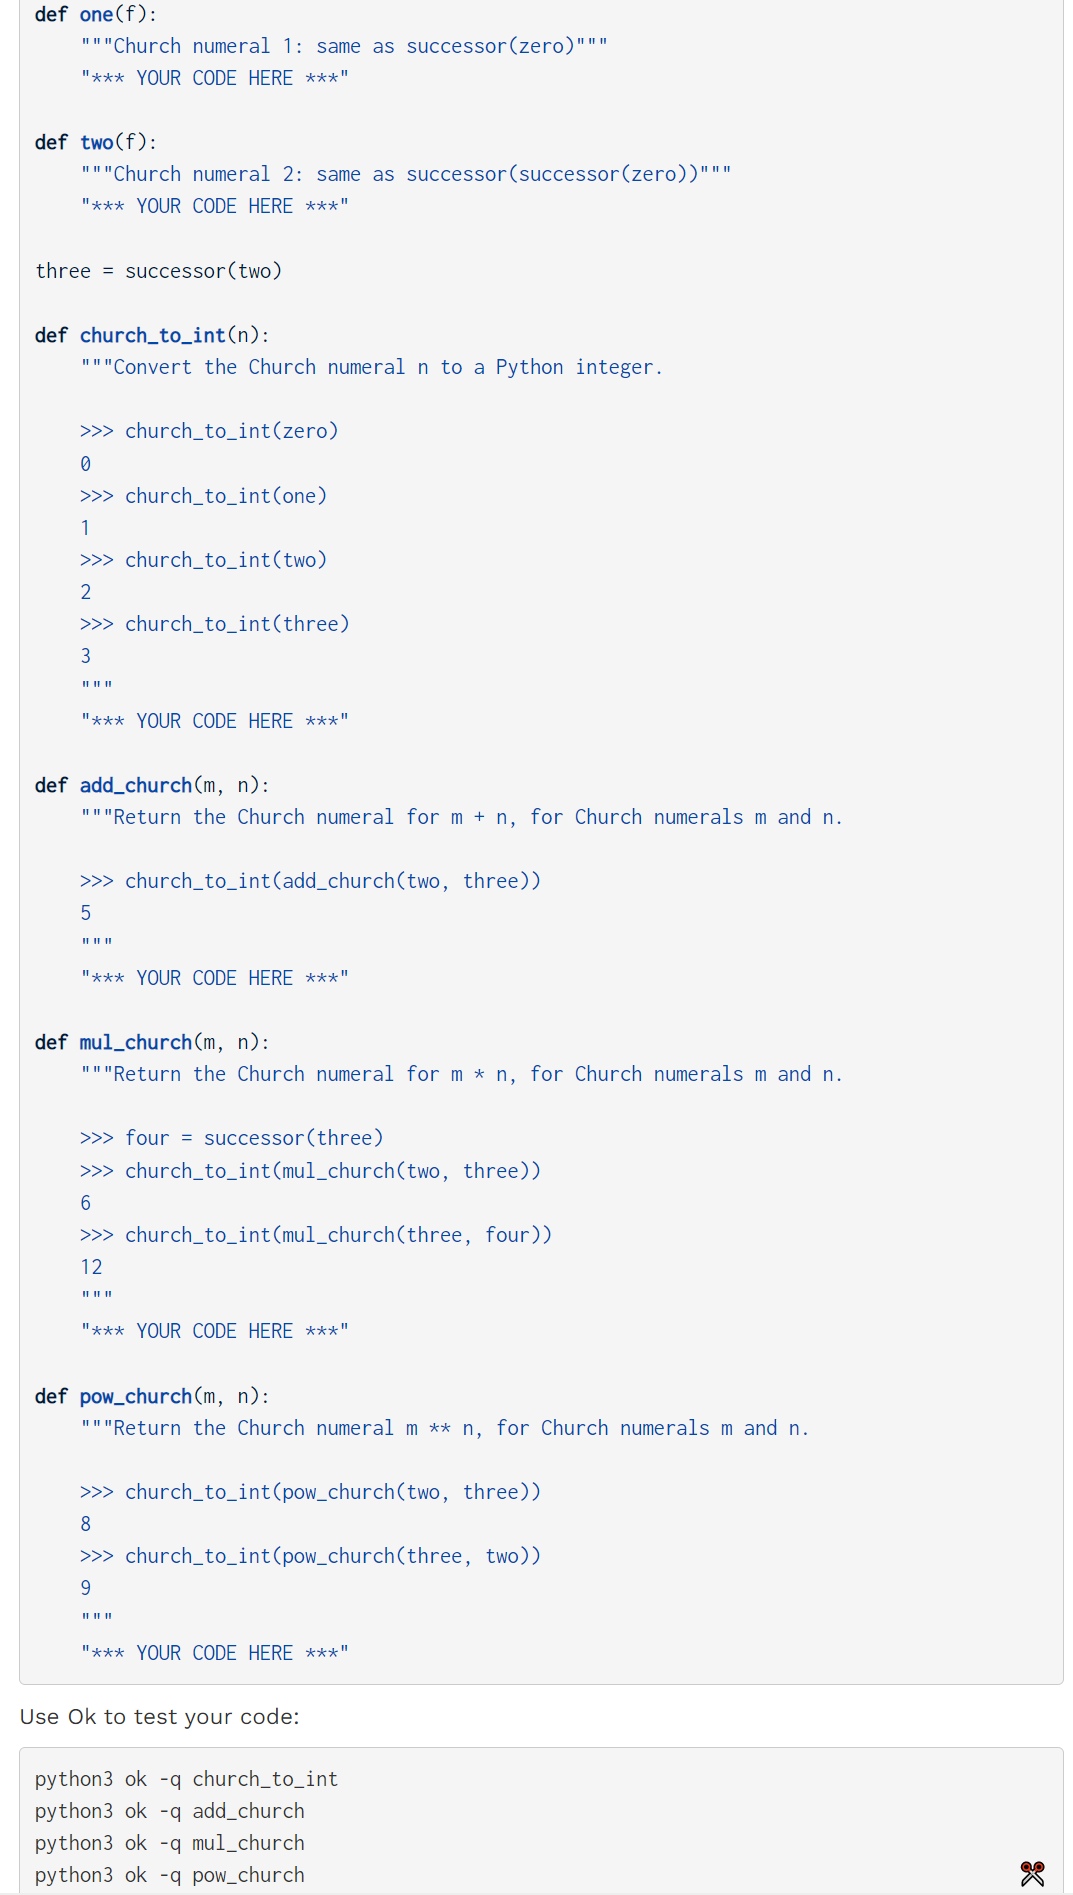 def one(f):
    """Church numeral 1: same as successor(zero)"""
    "*** YOUR CODE HERE ***"

def two(f):
    """Church numeral 2: same as successor(successor(zero))"""
    "*** YOUR CODE HERE ***"

three = successor(two)

def church_to_int(n):
    """Convert the Church numeral n to a Python integer.

    >>> church_to_int(zero)
    0
    >>> church_to_int(one)
    1
    >>> church_to_int(two)
    2
    >>> church_to_int(three)
    3
    """
    "*** YOUR CODE HERE ***"

def add_church(m, n):
    """Return the Church numeral for m + n, for Church numerals m and n.

    >>> church_to_int(add_church(two, three))
    5
    """
    "*** YOUR CODE HERE ***"

def mul_church(m, n):
    """Return the Church numeral for m * n, for Church numerals m and n.

    >>> four = successor(three)
    >>> church_to_int(mul_church(two, three))
    6
    >>> church_to_int(mul_church(three, four))
    12
    """
    "*** YOUR CODE HERE ***"

def pow_church(m, n):
    """Return the Church numeral m ** n, for Church numerals m and n.

    >>> church_to_int(pow_church(two, three))
    8
    >>> church_to_int(pow_church(three, two))
    9
    """
    "*** YOUR CODE HERE ***"

Use Ok to test your code:

python3 ok -q church_to_int
python3 ok -q add_church
python3 ok -q mul_church
python3 ok -q pow_church